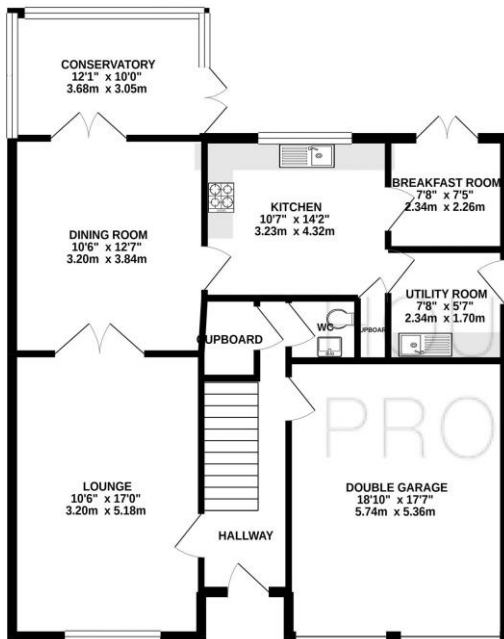 CONSERVATORY
12'1" x 10'0"
3.68m x 3.05m
KITCHEN
10'7" x 14'2"
3.23m x 4.32m
BREAKFAST ROOM
7'8" x 7'5"
2.34m x 2.26m
DINING ROOM
10'6" x 12'7"
3.20m x 3.84m
UTILITY ROOM
7'8" x 5'7"
2.34m x 1.70m
CUPBOARD
WC
UPBOARD
HOU
PRO
LOUNGE
10'6" x 17'0"
3.20m x 5.18m
DOUBLE GARAGE
18'10" x 17'7"
5.74m x 5.36m
HALLWAY